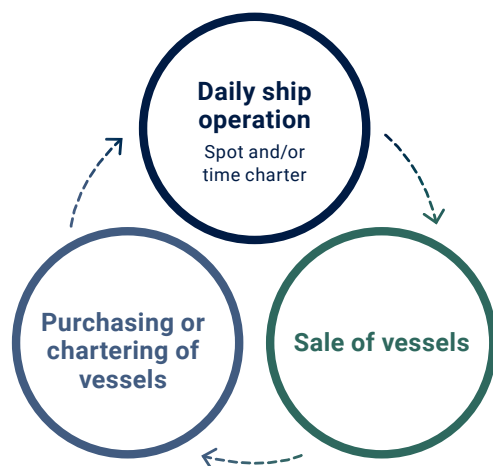 Daily ship
operation
Spot and/or
time charter
Purchasing or
chartering of
vessels
Sale of vessels